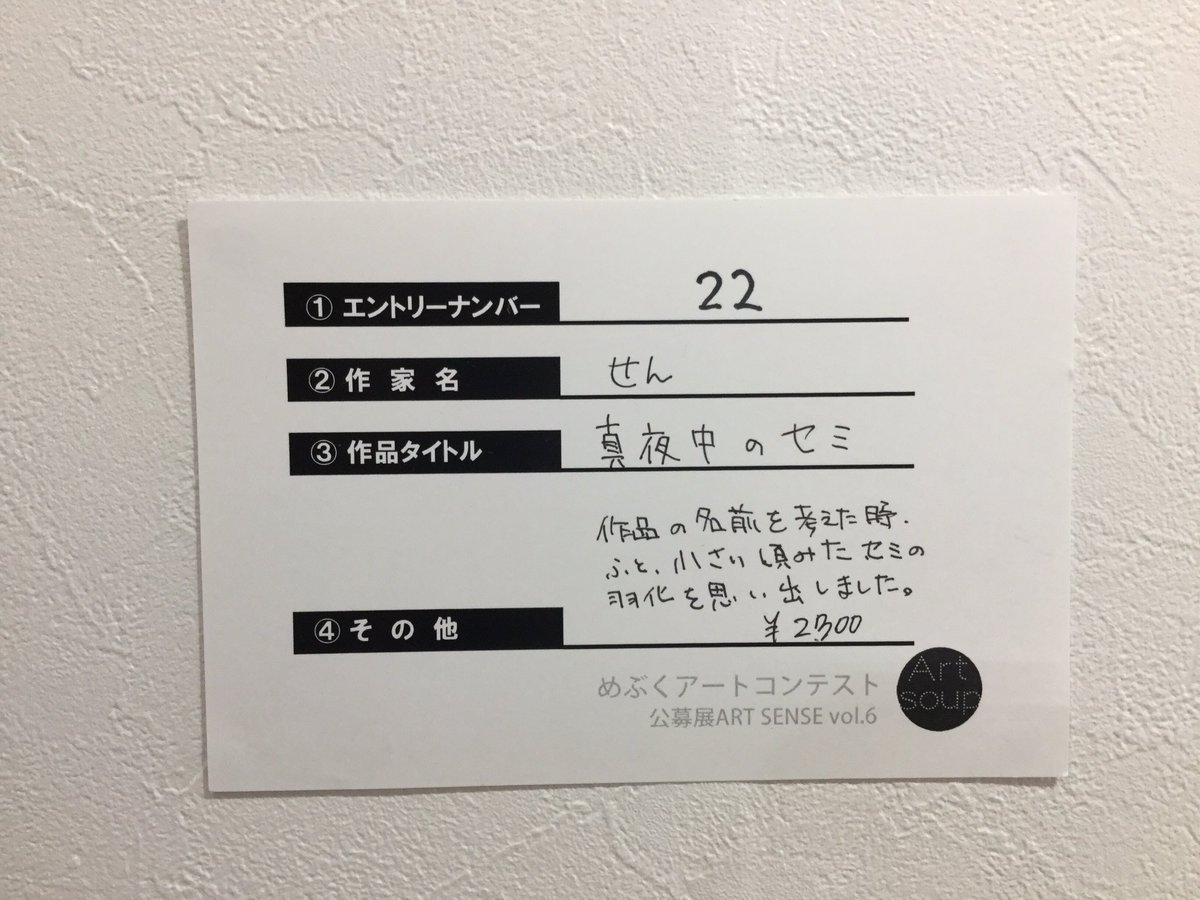 ① エントリーナンバー 22
② 作家名 せん
③ 作品タイトル 真夜中のセミ
作品の名前を考えた時、
ふと、小さい頃みたセミの
羽化を思い出しました。
④ その他 ¥2300
めぶくアートコンテスト
公募展ART SENSE vol.6
Art
soup